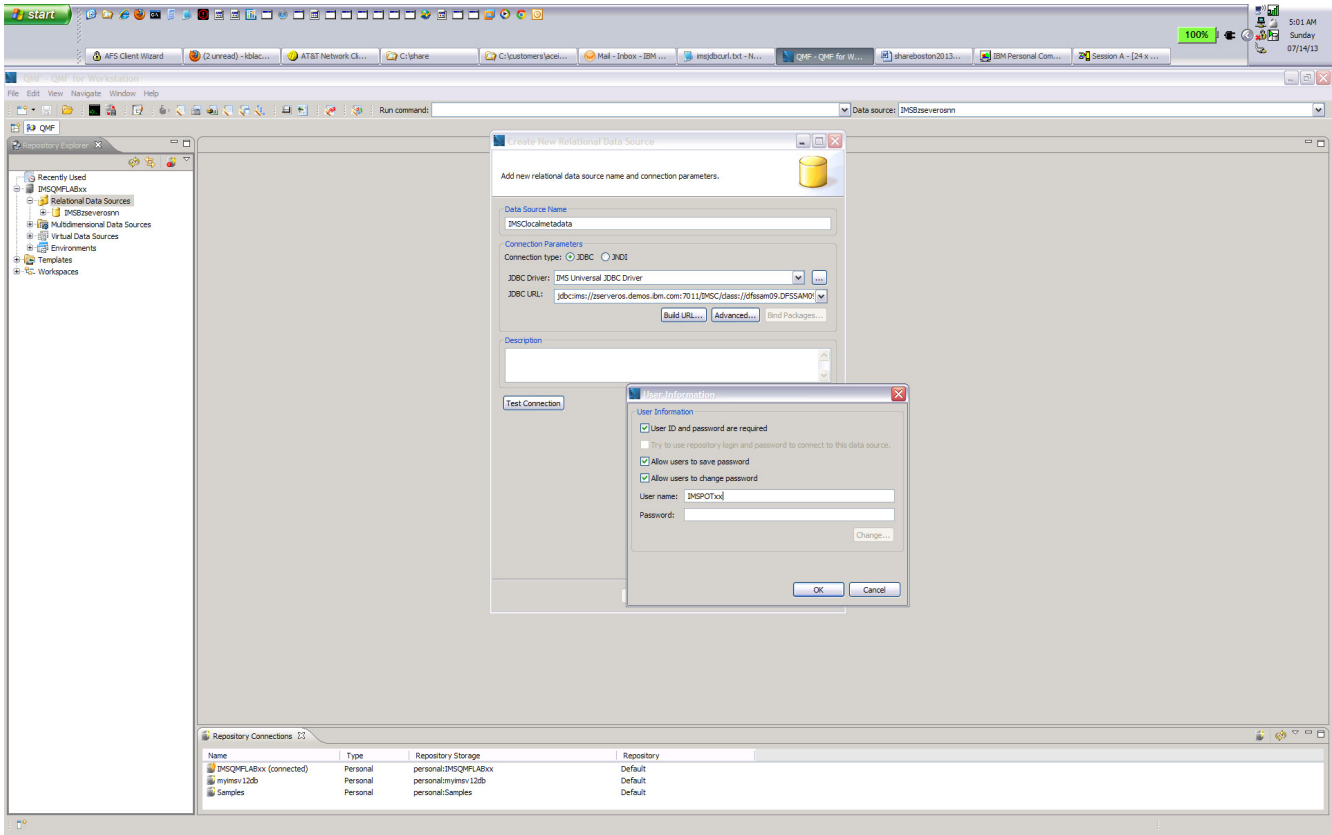 start
100%
5:01 AM
Sunday
07/14/13
AFS Client Wizard
(2 unread) - kblac...
AT&T Network Cli...
C:\share
C:\customers\acei...
Mail - Inbox - IBM ...
imsjdbcurl.txt - N...
QMF - QMF for W...
shareboston2013...
IBM Personal Com...
Session A - [24 x ...
QMF - QMF for Workstation
File Edit View Navigate Window Help
Run command:
Data source: IMSBzseverosnn
QMF
Repository Explorer
Recently Used
IMSQMFLABxx
Relational Data Sources
IMSBzseverosnn
Multidimensional Data Sources
Virtual Data Sources
Environments
Templates
Workspaces
Create New Relational Data Source
Add new relational data source name and connection parameters.
Data Source Name
IMSClocalmetadata
Connection Parameters
Connection type: JDBC JNDI
JDBC Driver: IMS Universal JDBC Driver ...
JDBC URL: jdbc:ims://zserveros.demos.ibm.com:7011/IMSC/class://dfssam09.DFSSAM09
Build URL... Advanced... Bind Packages...
Description
Test Connection
User Information
User Information
User ID and password are required
Try to use repository login and password to connect to this data source.
Allow users to save password
Allow users to change password
User name: IMSPOTxx
Password:
Change...
OK Cancel
Repository Connections
Name Type Repository Storage Repository
IMSQMFLABxx (connected) Personal personal:IMSQMFLABxx Default
myimsv12db Personal personal:myimsv12db Default
Samples Personal personal:Samples Default